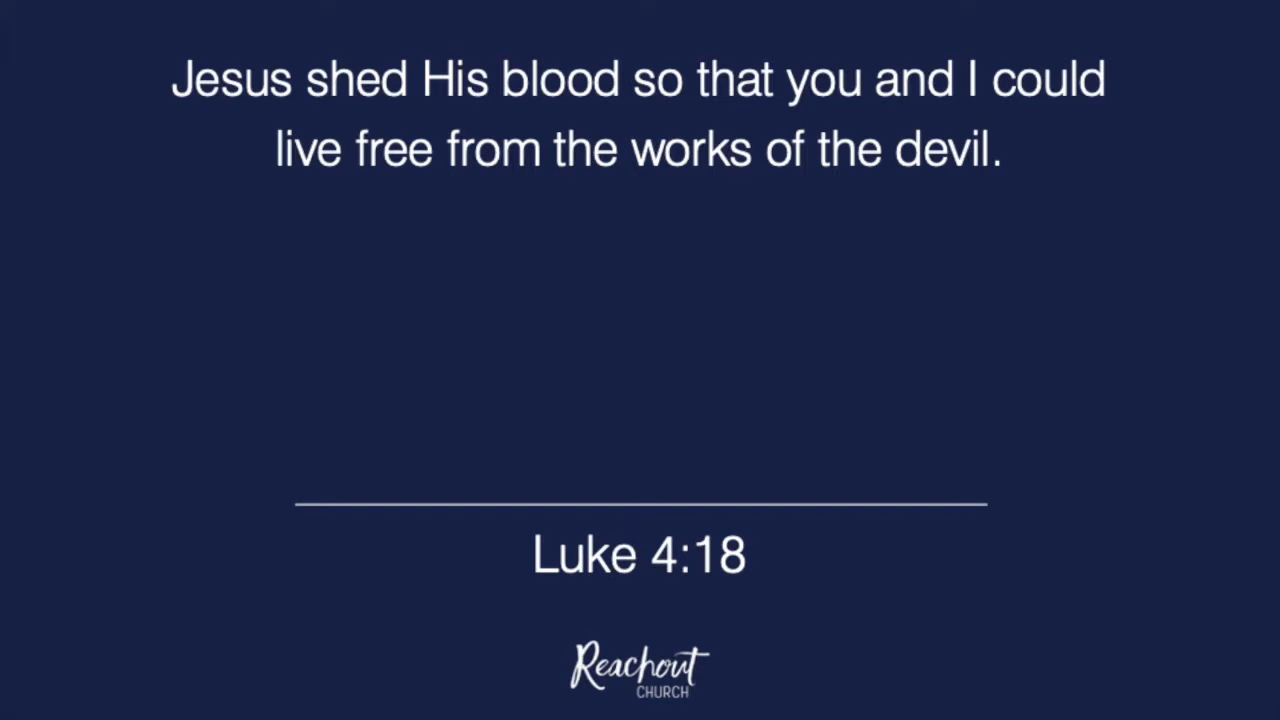 Jesus shed His blood so that you and I could
live free from the works of the devil.
Luke 4:18
Reachout
CHURCH